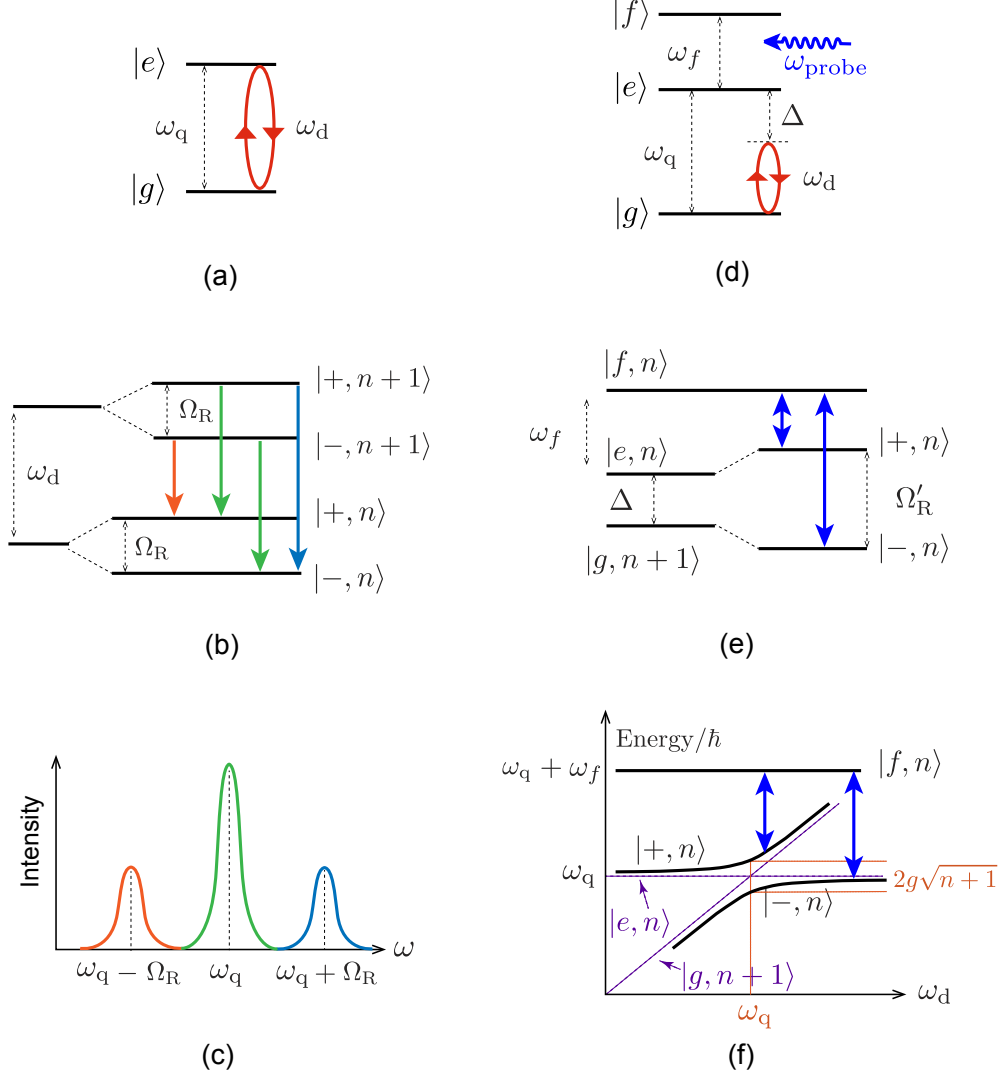 |e⟩
ω_q
ω_d
|g⟩
(a)
|f⟩
ω_f
ω_probe
|e⟩
Δ
ω_q
ω_d
|g⟩
(d)
|+, n + 1⟩
Ω_R
|−, n+1⟩
ω_d
|+, n⟩
Ω_R
|−, n⟩
(b)
|f, n⟩
ω_f
|e, n⟩
|+, n⟩
Δ
Ω′_R
|g, n + 1⟩
|−, n⟩
(e)
Intensity
ω
ω_q − Ω_R
ω_q
ω_q + Ω_R
(c)
Energy/ℏ
ω_q + ω_f
|f, n⟩
|+, n⟩
ω_q
2g√(n + 1)
|e, n⟩
|−, n⟩
|g, n + 1⟩
ω_d
ω_q
(f)